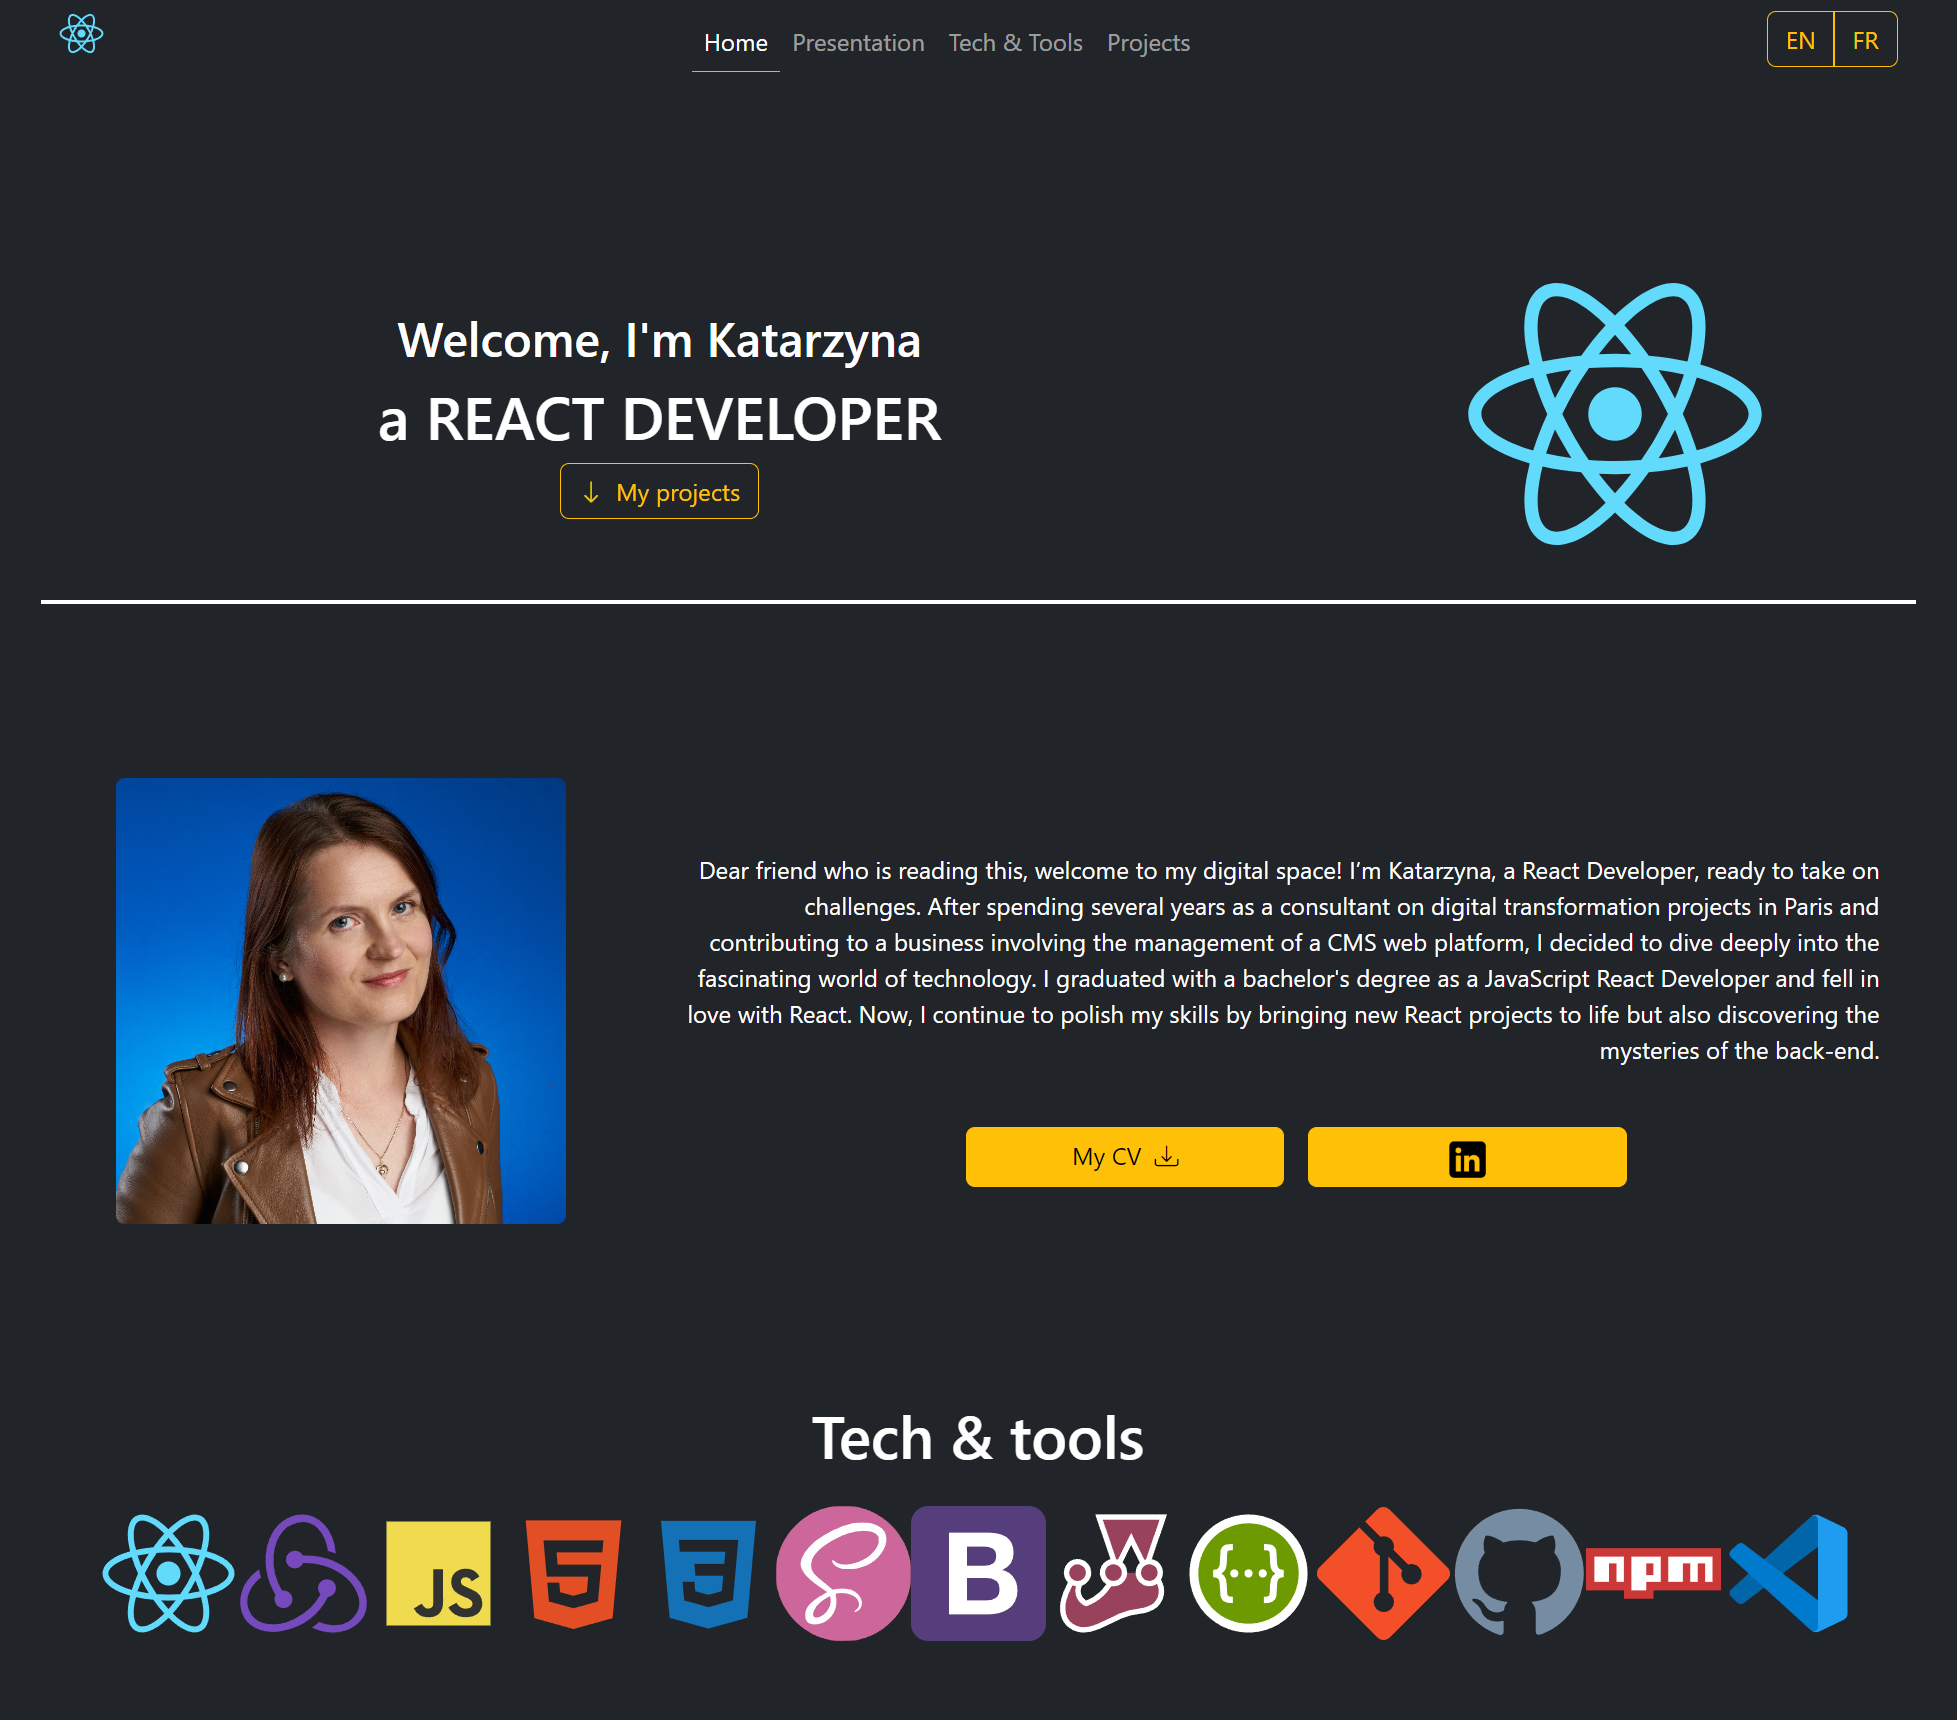 Home Presentation Tech & Tools Projects
EN FR
Welcome, I'm Katarzyna
a REACT DEVELOPER
My projects
Dear friend who is reading this, welcome to my digital space! I’m Katarzyna, a React Developer, ready to take on
challenges. After spending several years as a consultant on digital transformation projects in Paris and
contributing to a business involving the management of a CMS web platform, I decided to dive deeply into the
fascinating world of technology. I graduated with a bachelor's degree as a JavaScript React Developer and fell in
love with React. Now, I continue to polish my skills by bringing new React projects to life but also discovering the
mysteries of the back-end.
My CV
in
Tech & tools
JS
5
3
S
B
{...}
npm